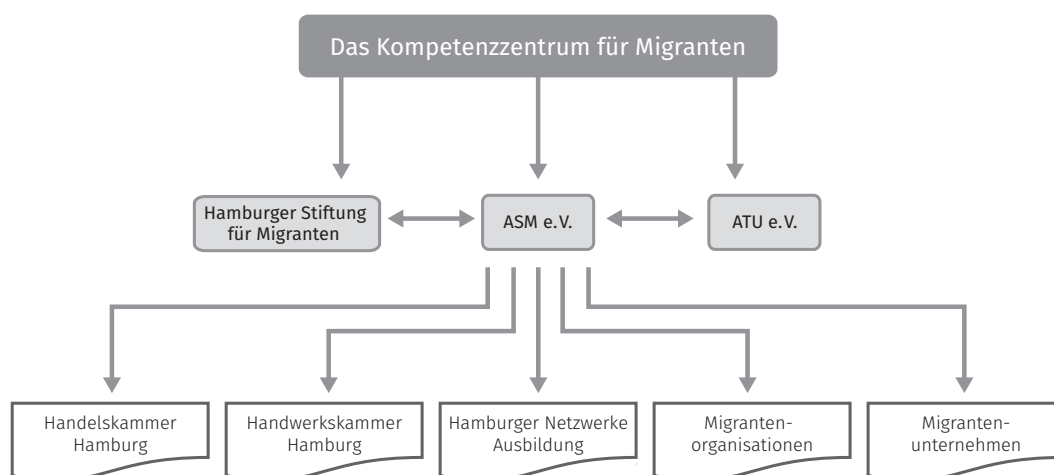 Das Kompetenzzentrum für Migranten
Hamburger Stiftung
für Migranten
ASM e.V.
ATU e.V.
Handelskammer
Hamburg
Handwerkskammer
Hamburg
Hamburger Netzwerke
Ausbildung
Migranten-
organisationen
Migranten-
unternehmen